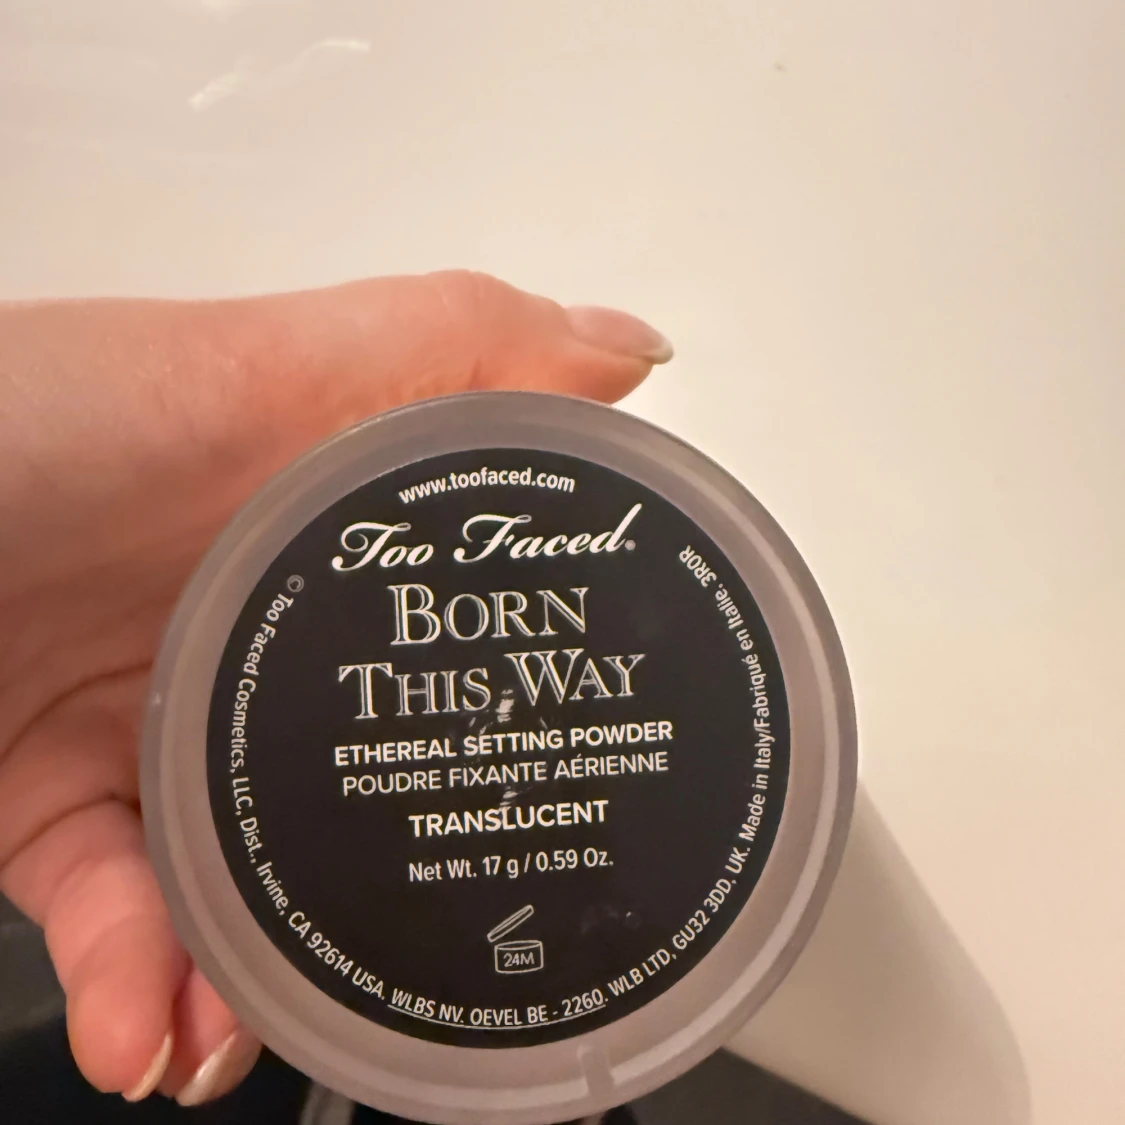 www.toofaced.com
Too Faced®
BORN
THIS WAY
ETHEREAL SETTING POWDER
POUDRE FIXANTE AÉRIENNE
TRANSLUCENT
Net Wt. 17 g / 0.59 Oz.
24M
© Too Faced Cosmetics, LLC, Dist., Irvine, CA 92614 USA. WLBS NV. OEVEL BE - 2260. WLB LTD, GU32 3DD, UK. Made in Italy/Fabriqué en Italie. 3R0R